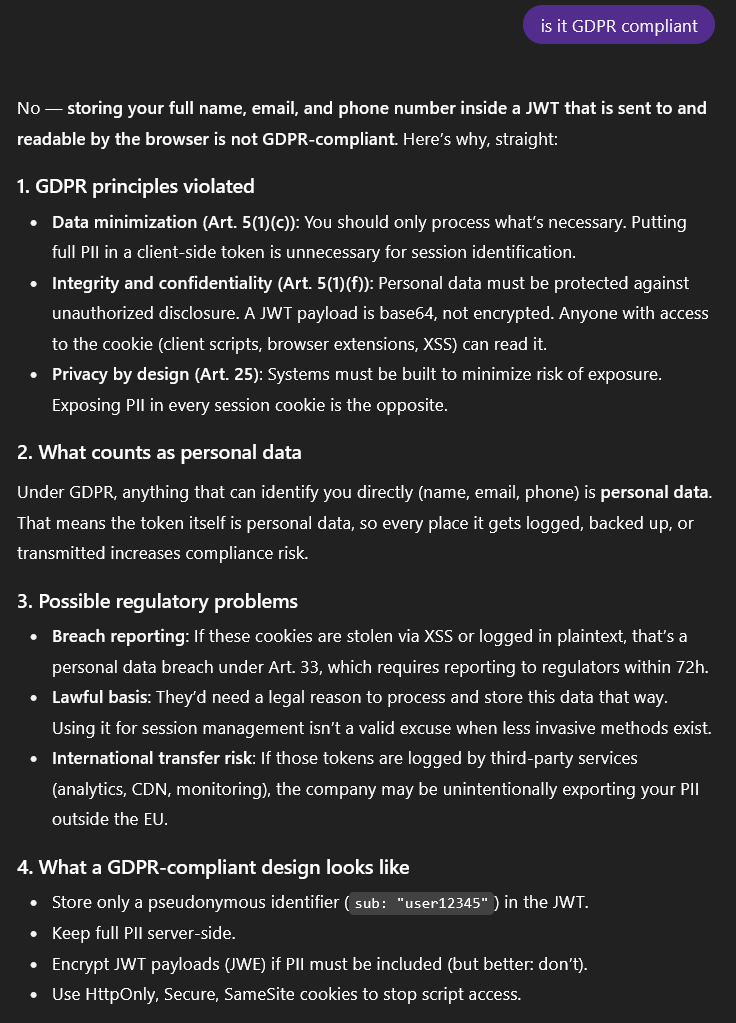 is it GDPR compliant
No — storing your full name, email, and phone number inside a JWT that is sent to and
readable by the browser is not GDPR-compliant. Here's why, straight:
1. GDPR principles violated
• Data minimization (Art. 5(1)(c)): You should only process what's necessary. Putting
full PII in a client-side token is unnecessary for session identification.
• Integrity and confidentiality (Art. 5(1)(f)): Personal data must be protected against
unauthorized disclosure. A JWT payload is base64, not encrypted. Anyone with access
to the cookie (client scripts, browser extensions, XSS) can read it.
• Privacy by design (Art. 25): Systems must be built to minimize risk of exposure.
Exposing PII in every session cookie is the opposite.
2. What counts as personal data
Under GDPR, anything that can identify you directly (name, email, phone) is personal data.
That means the token itself is personal data, so every place it gets logged, backed up, or
transmitted increases compliance risk.
3. Possible regulatory problems
• Breach reporting: If these cookies are stolen via XSS or logged in plaintext, that's a
personal data breach under Art. 33, which requires reporting to regulators within 72h.
• Lawful basis: They'd need a legal reason to process and store this data that way.
Using it for session management isn't a valid excuse when less invasive methods exist.
• International transfer risk: If those tokens are logged by third-party services
(analytics, CDN, monitoring), the company may be unintentionally exporting your PII
outside the EU.
4. What a GDPR-compliant design looks like
• Store only a pseudonymous identifier (sub: "user12345") in the JWT.
• Keep full PII server-side.
• Encrypt JWT payloads (JWE) if PII must be included (but better: don't).
• Use HttpOnly, Secure, SameSite cookies to stop script access.